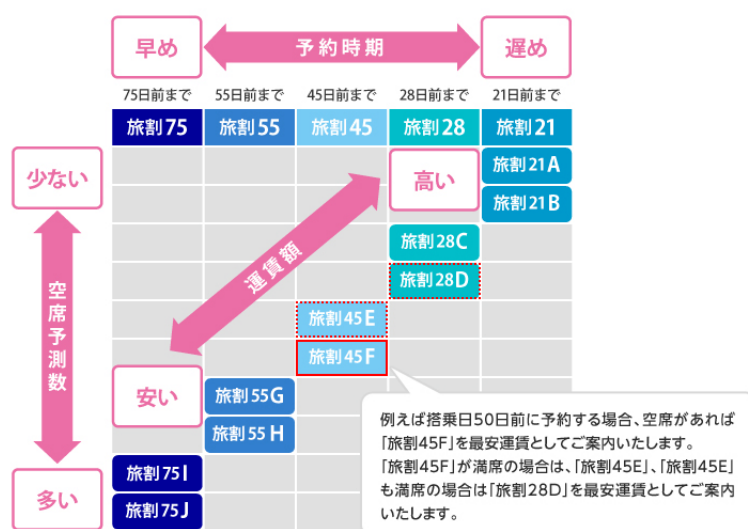 早め
予約時期
遅め
75日前まで
55日前まで
45日前まで
28日前まで
21日前まで
旅割75
旅割55
旅割45
旅割28
旅割21
少ない
高い
旅割21A
旅割21B
旅割28C
運賃額
旅割28D
空席予測数
旅割45E
旅割45F
安い
旅割55G
旅割55H
旅割75I
多い
旅割75J
例えば搭乗日50日前に予約する場合、空席があれば
「旅割45F」を最安運賃としてご案内いたします。
「旅割45F」が満席の場合は、「旅割45E」、「旅割45E」
も満席の場合は「旅割28D」を最安運賃としてご案内
いたします。